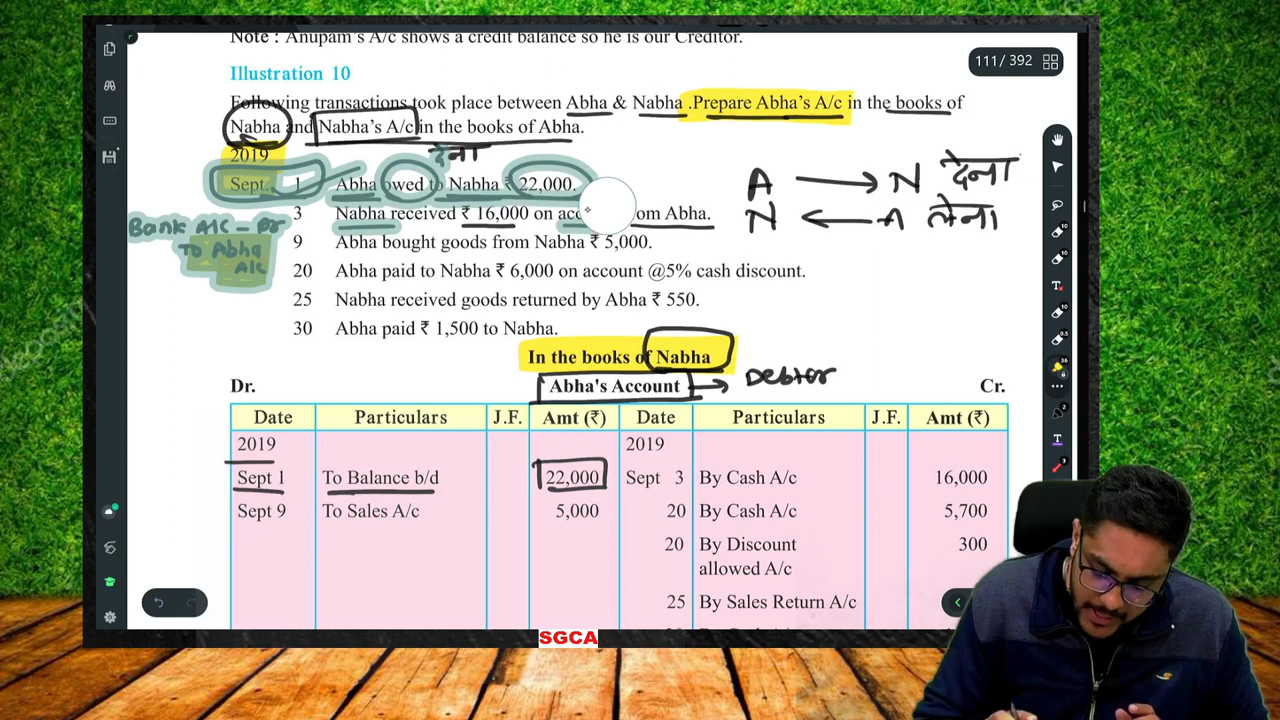 Note : Anupam's A/c shows a credit balance so he is our Creditor.
111/ 392
Illustration 10
Following transactions took place between Abha & Nabha .Prepare Abha's A/c in the books of
Nabha and Nabha's A/c in the books of Abha.
2019
देना
Sept. 1 Abha owed to Nabha ₹ 22,000.
A → N देना
3 Nabha received ₹ 16,000 on acc om Abha.
N ← A लेना
Bank A/c - Dr
To Abha
A/c
9 Abha bought goods from Nabha ₹ 5,000.
20 Abha paid to Nabha ₹ 6,000 on account @5% cash discount.
25 Nabha received goods returned by Abha ₹ 550.
30 Abha paid ₹ 1,500 to Nabha.
In the books of Nabha
Dr. Abha's Account → Debtor Cr.
Date Particulars J.F. Amt (₹) Date Particulars J.F. Amt (₹)
2019 2019
Sept 1 To Balance b/d 22,000 Sept 3 By Cash A/c 16,000
Sept 9 To Sales A/c 5,000 20 By Cash A/c 5,700
20 By Discount 300
allowed A/c
25 By Sales Return A/c
SGCA